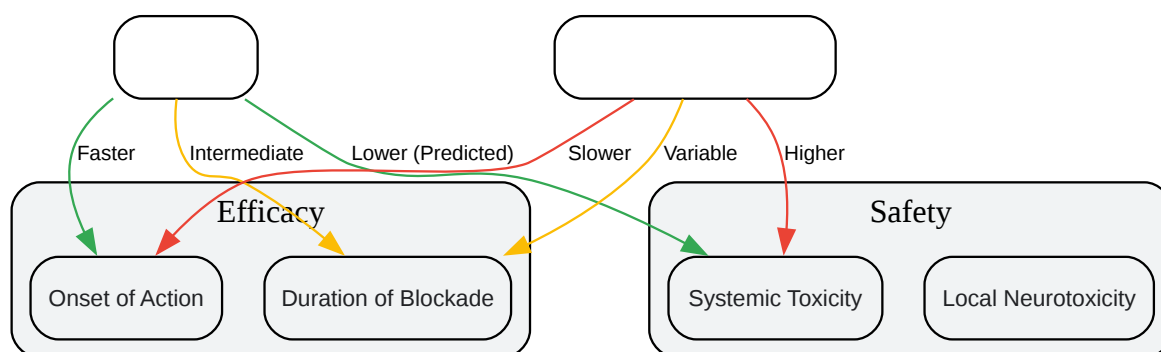 Faster
Intermediate
Lower (Predicted)
Slower
Variable
Higher
Efficacy
Safety
Onset of Action
Duration of Blockade
Systemic Toxicity
Local Neurotoxicity